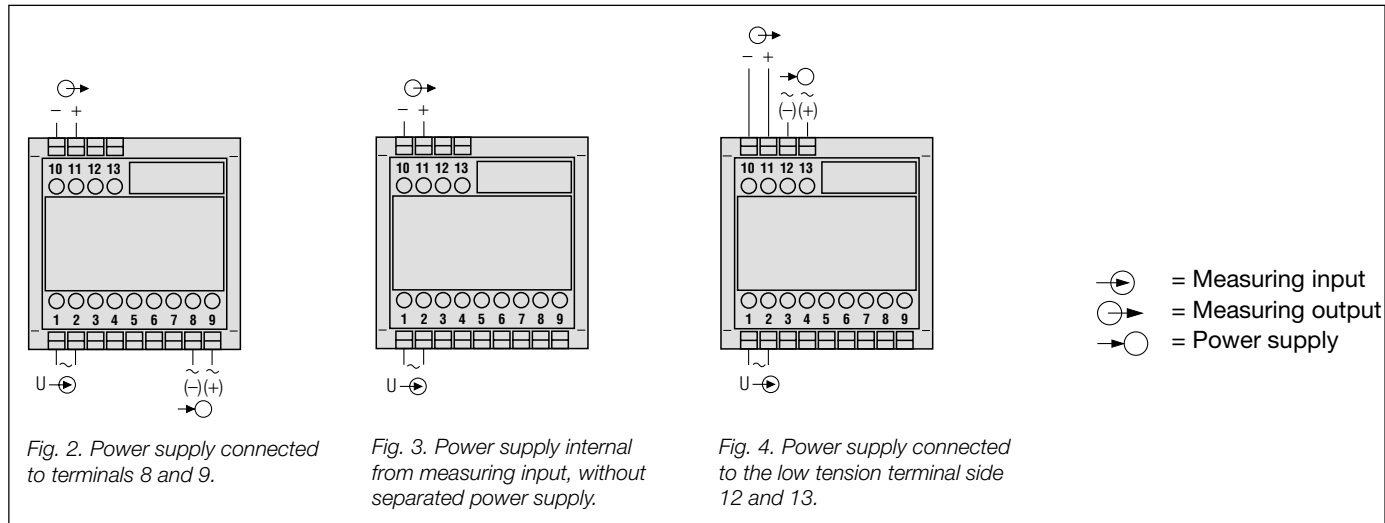 − +
10 11 12 13
1 2 3 4 5 6 7 8 9
~
U
~ ~
(−) (+)
Fig. 2. Power supply connected
to terminals 8 and 9.
− +
10 11 12 13
1 2 3 4 5 6 7 8 9
~
U
Fig. 3. Power supply internal
from measuring input, without
separated power supply.
− +
~ ~
(−) (+)
10 11 12 13
1 2 3 4 5 6 7 8 9
~
U
Fig. 4. Power supply connected
to the low tension terminal side
12 and 13.
= Measuring input
= Measuring output
= Power supply